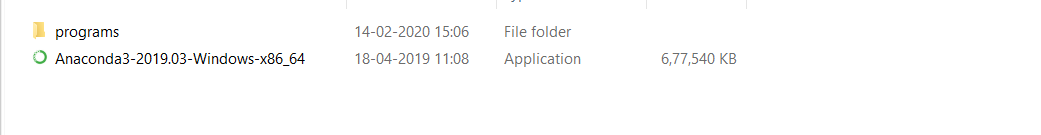 programs 14-02-2020 15:06 File folder
Anaconda3-2019.03-Windows-x86_64 18-04-2019 11:08 Application 6,77,540 KB